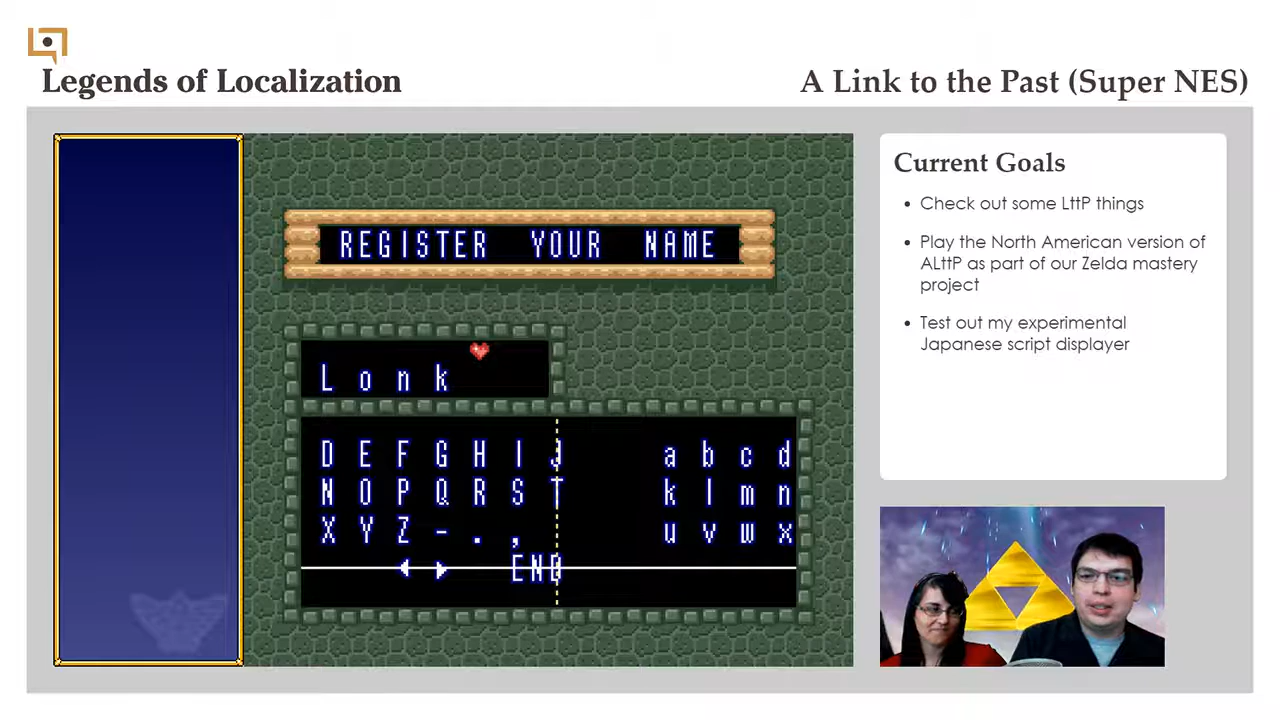 Legends of Localization
A Link to the Past (Super NES)
REGISTER YOUR NAME
Lonk
D E F G H I J a b c d
N O P Q R S T k l m n
X Y Z - . , u v w x
END
Current Goals
• Check out some LttP things
• Play the North American version of
ALttP as part of our Zelda mastery
project
• Test out my experimental
Japanese script displayer